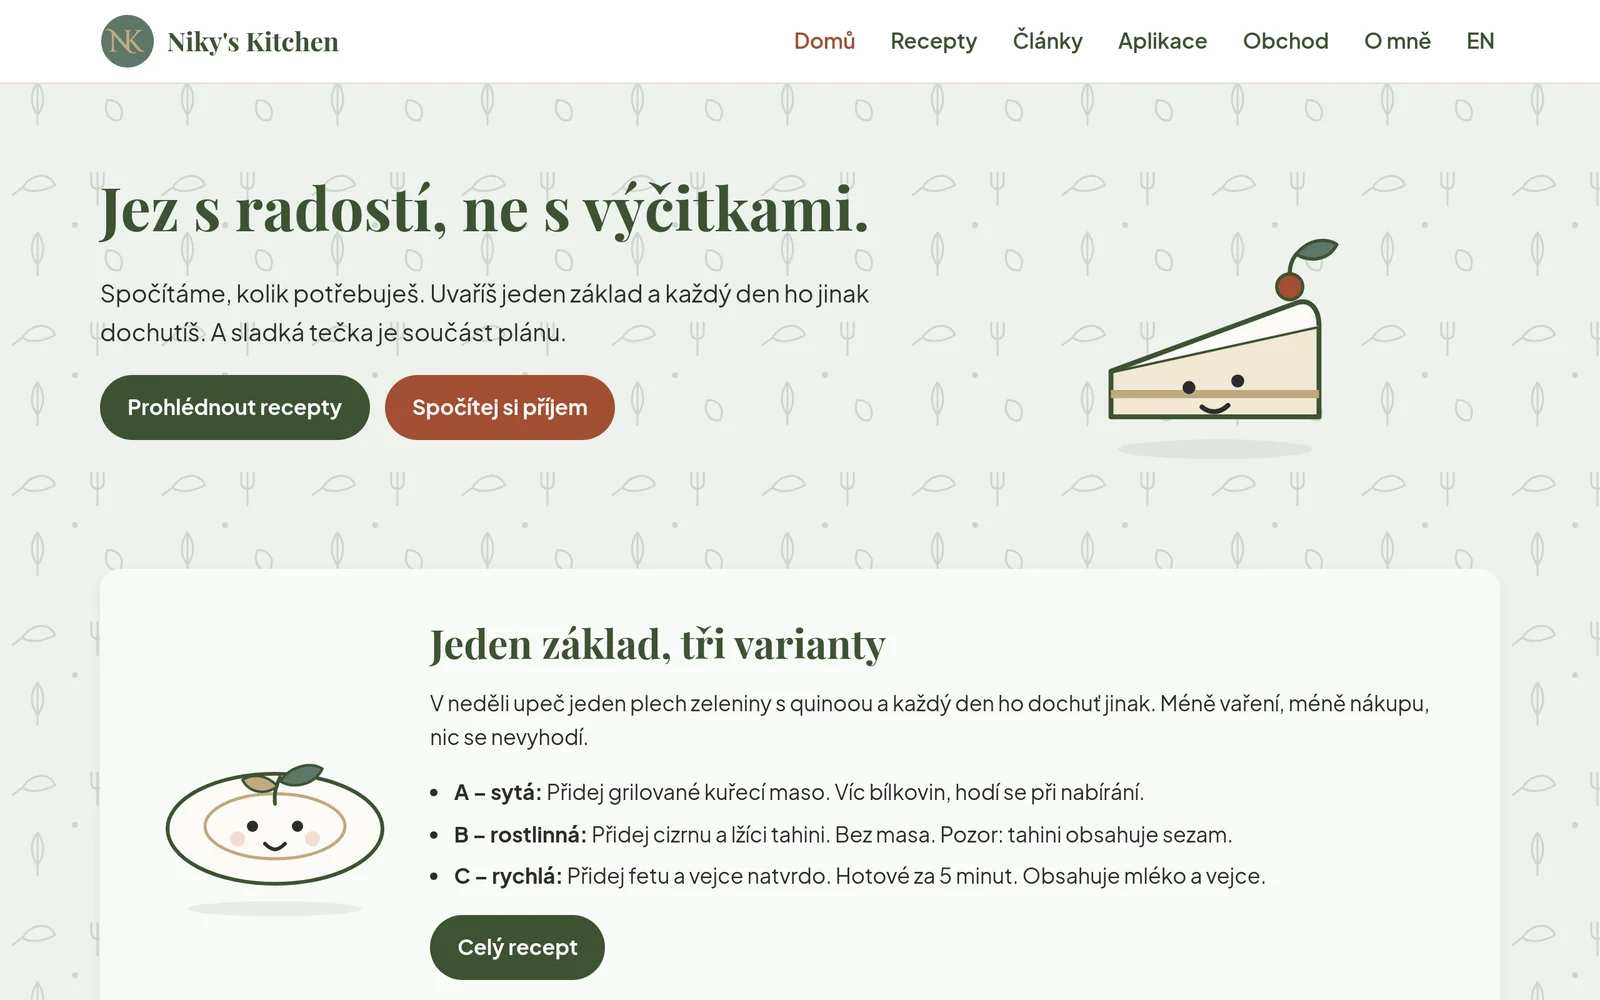 NK
Niky's Kitchen
Domů
Recepty
Články
Aplikace
Obchod
O mně
EN
Jez s radostí, ne s výčitkami.
Spočítáme, kolik potřebuješ. Uvaříš jeden základ a každý den ho jinak
dochutíš. A sladká tečka je součást plánu.
Prohlédnout recepty
Spočítej si příjem
Jeden základ, tři varianty
V neděli upeč jeden plech zeleniny s quinoou a každý den ho dochuť jinak. Méně vaření, méně nákupu,
nic se nevyhodí.
• A – sytá: Přidej grilované kuřecí maso. Víc bílkovin, hodí se při nabírání.
• B – rostlinná: Přidej cizrnu a lžíci tahini. Bez masa. Pozor: tahini obsahuje sezam.
• C – rychlá: Přidej fetu a vejce natvrdo. Hotové za 5 minut. Obsahuje mléko a vejce.
Celý recept